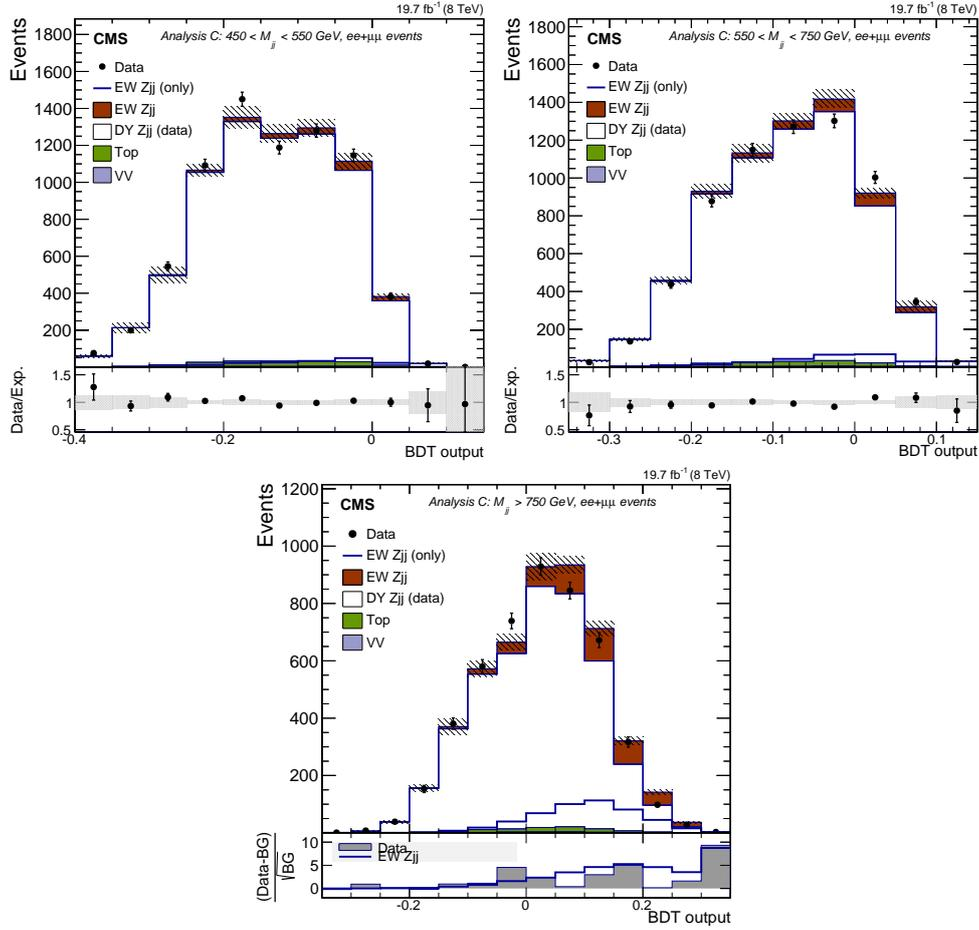 19.7 fb-1 (8 TeV)
CMS
Analysis C: 450 < Mjj < 550 GeV, ee+μμ events
Events
1800
1600
1400
1200
1000
800
600
400
200
Data
EW Zjj (only)
EW Zjj
DY Zjj (data)
Top
VV
Data/Exp.
1.5
1
0.5
-0.4
-0.2
0
BDT output
19.7 fb-1 (8 TeV)
CMS
Analysis C: 550 < Mjj < 750 GeV, ee+μμ events
Events
1800
1600
1400
1200
1000
800
600
400
200
Data
EW Zjj (only)
EW Zjj
DY Zjj (data)
Top
VV
Data/Exp.
1.5
1
0.5
-0.3
-0.2
-0.1
0
0.1
BDT output
19.7 fb-1 (8 TeV)
CMS
Analysis C: Mjj > 750 GeV, ee+μμ events
Events
1200
1000
800
600
400
200
Data
EW Zjj (only)
EW Zjj
DY Zjj (data)
Top
VV
(Data-BG)
√BG
10
5
0
Data
EW Zjj
-0.2
0
0.2
BDT output